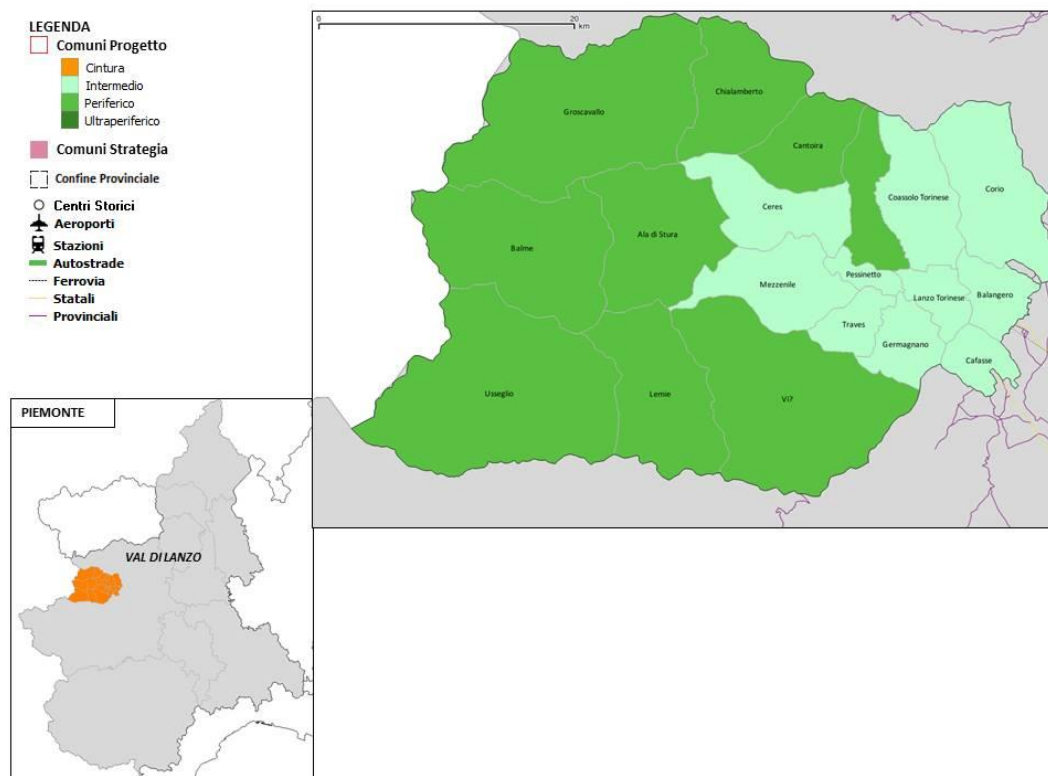 LEGENDA
Comuni Progetto
Cintura
Intermedio
Periferico
Ultraperiferico
Comuni Strategia
Confine Provinciale
Centri Storici
Aeroporti
Stazioni
Autostrade
Ferrovia
Statali
Provinciali
0 20
km
Chialamberto
Groscavallo
Cantoira
Corio
Coassolo Torinese
Ceres
Ala di Stura
Balme
Pessinetto
Mezzenile
Balangero
Lanzo Torinese
Traves
Germagnano
Cafasse
Usseglio
Lemie
Vi?
PIEMONTE
VAL DI LANZO